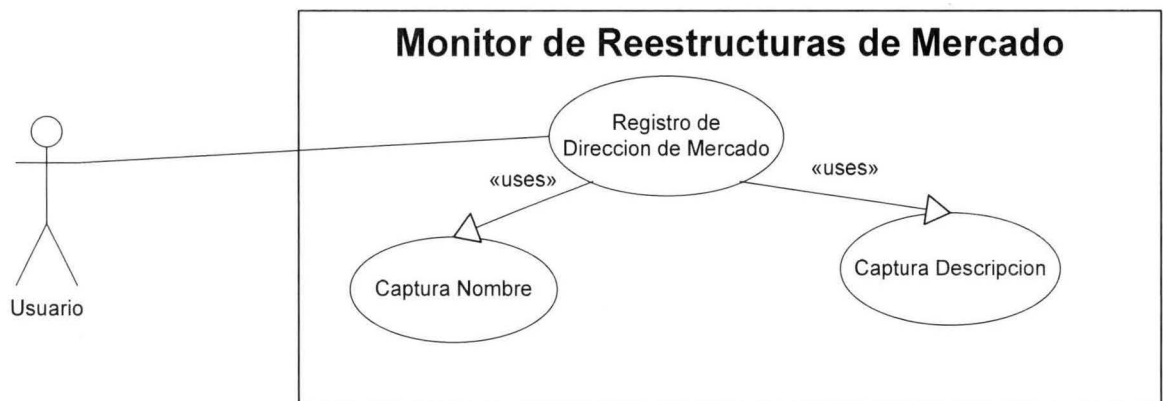 Monitor de Reestructuras de Mercado
Registro de
Direccion de Mercado
«uses»
«uses»
Captura Nombre
Captura Descripcion
Usuario